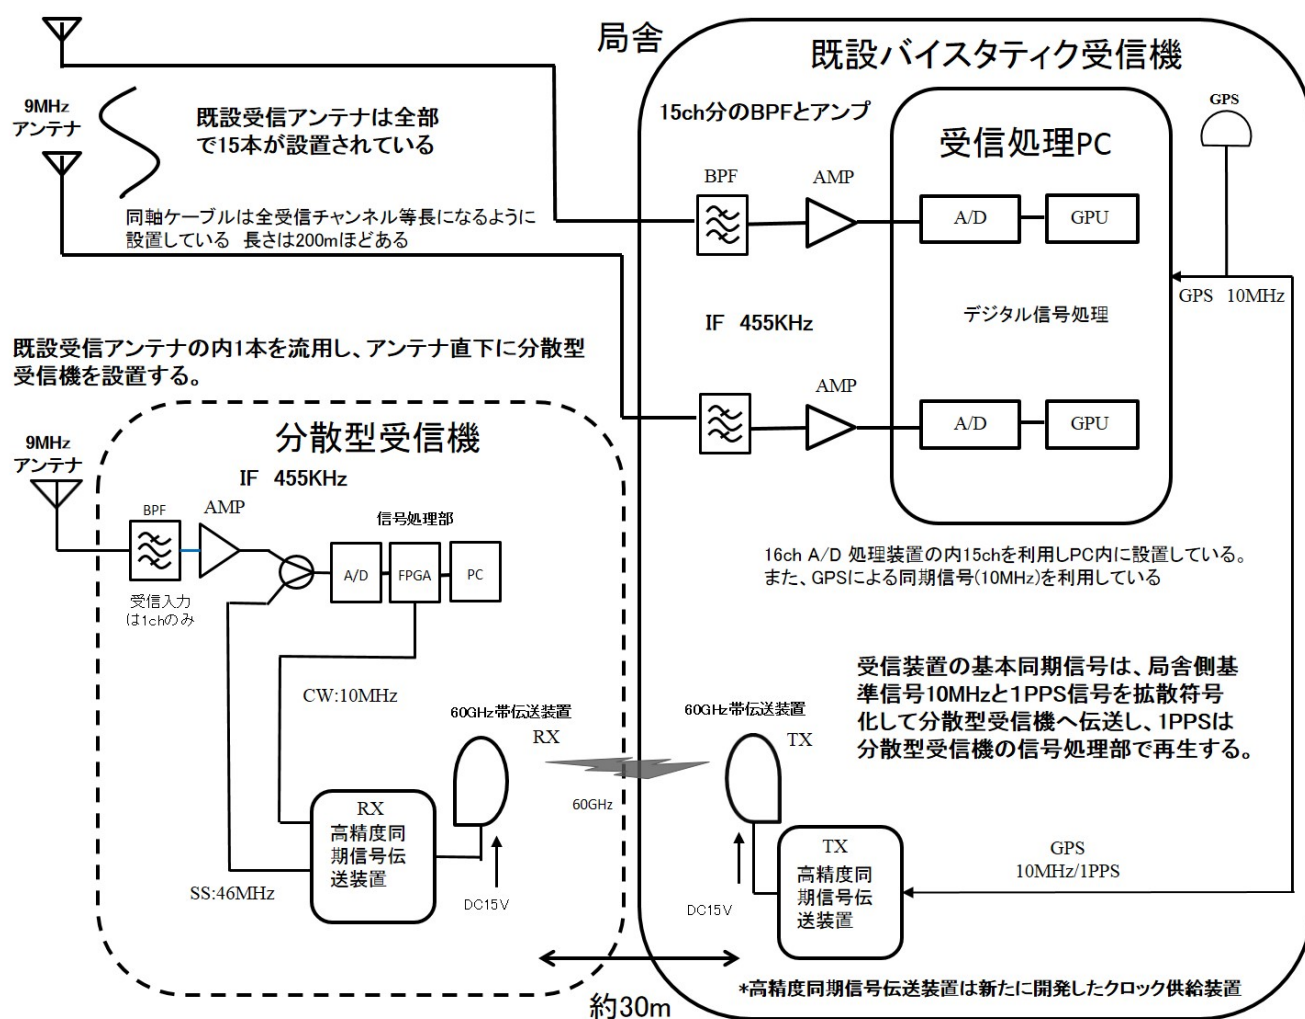 局舎
既設バイスタティク受信機
9MHz
アンテナ
既設受信アンテナは全部
で15本が設置されている
15ch分のBPFとアンプ
GPS
受信処理PC
BPF
AMP
A/D
GPU
同軸ケーブルは全受信チャンネル等長になるように
設置している 長さは200mほどある
GPS 10MHz
IF 455KHz
デジタル信号処理
既設受信アンテナの内1本を流用し、アンテナ直下に分散型
受信機を設置する。
AMP
A/D
GPU
分散型受信機
9MHz
アンテナ
IF 455KHz
BPF
AMP
信号処理部
A/D
FPGA
PC
受信入力
は1chのみ
16ch A/D 処理装置の内15chを利用しPC内に設置している。
また、GPSによる同期信号(10MHz)を利用している
受信装置の基本同期信号は、局舎側基
準信号10MHzと1PPS信号を拡散符号
化して分散型受信機へ伝送し、1PPSは
分散型受信機の信号処理部で再生する。
CW:10MHz
60GHz帯伝送装置
RX
60GHz帯伝送装置
TX
60GHz
RX
高精度同
期信号伝
送装置
SS:46MHz
DC15V
DC15V
TX
高精度同
期信号伝
送装置
GPS
10MHz/1PPS
*高精度同期信号伝送装置は新たに開発したクロック供給装置
約30m